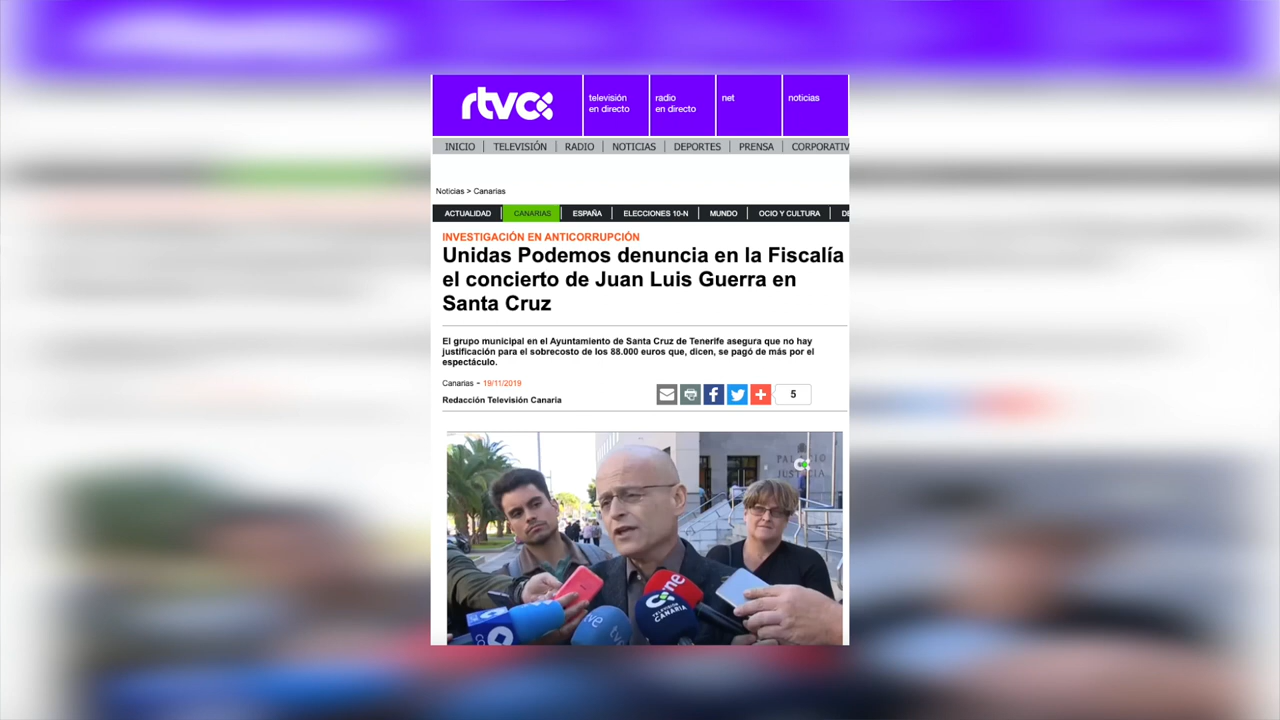 rtvc
televisión
en directo
radio
en directo
net
noticias
INICIO TELEVISIÓN RADIO NOTICIAS DEPORTES PRENSA CORPORATIV
Noticias > Canarias
ACTUALIDAD CANARIAS ESPAÑA ELECCIONES 10-N MUNDO OCIO Y CULTURA DE
INVESTIGACIÓN EN ANTICORRUPCIÓN
Unidas Podemos denuncia en la Fiscalía
el concierto de Juan Luis Guerra en
Santa Cruz
El grupo municipal en el Ayuntamiento de Santa Cruz de Tenerife asegura que no hay
justificación para el sobrecosto de los 88.000 euros que, dicen, se pagó de más por el
espectáculo.
Canarias - 19/11/2019
Redacción Televisión Canaria
5
PALACIO
JUSTICIA
rne
TELEVISIÓN
CANARIA
tve
tve